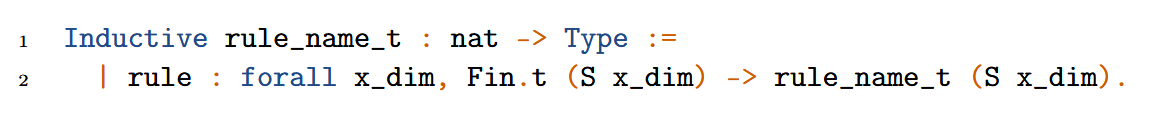 1 Inductive rule_name_t : nat -> Type :=
2 | rule : forall x_dim, Fin.t (S x_dim) -> rule_name_t (S x_dim).